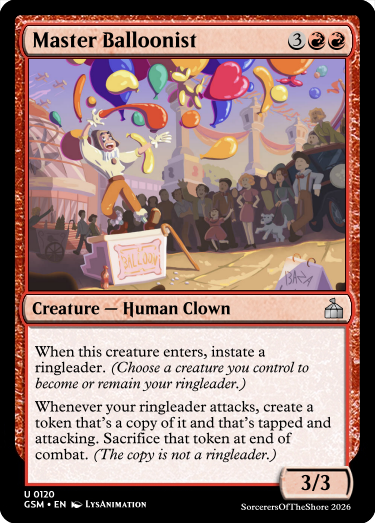 Master Balloonist 3
BALLOON
Creature — Human Clown
When this creature enters, instate a
ringleader. (Choose a creature you control to
become or remain your ringleader.)
Whenever your ringleader attacks, create a
token that's a copy of it and that's tapped and
attacking. Sacrifice that token at end of
combat. (The copy is not a ringleader.)
3/3
U 0120
GSM • EN LysAnimation
SorcerersOfTheShore 2026